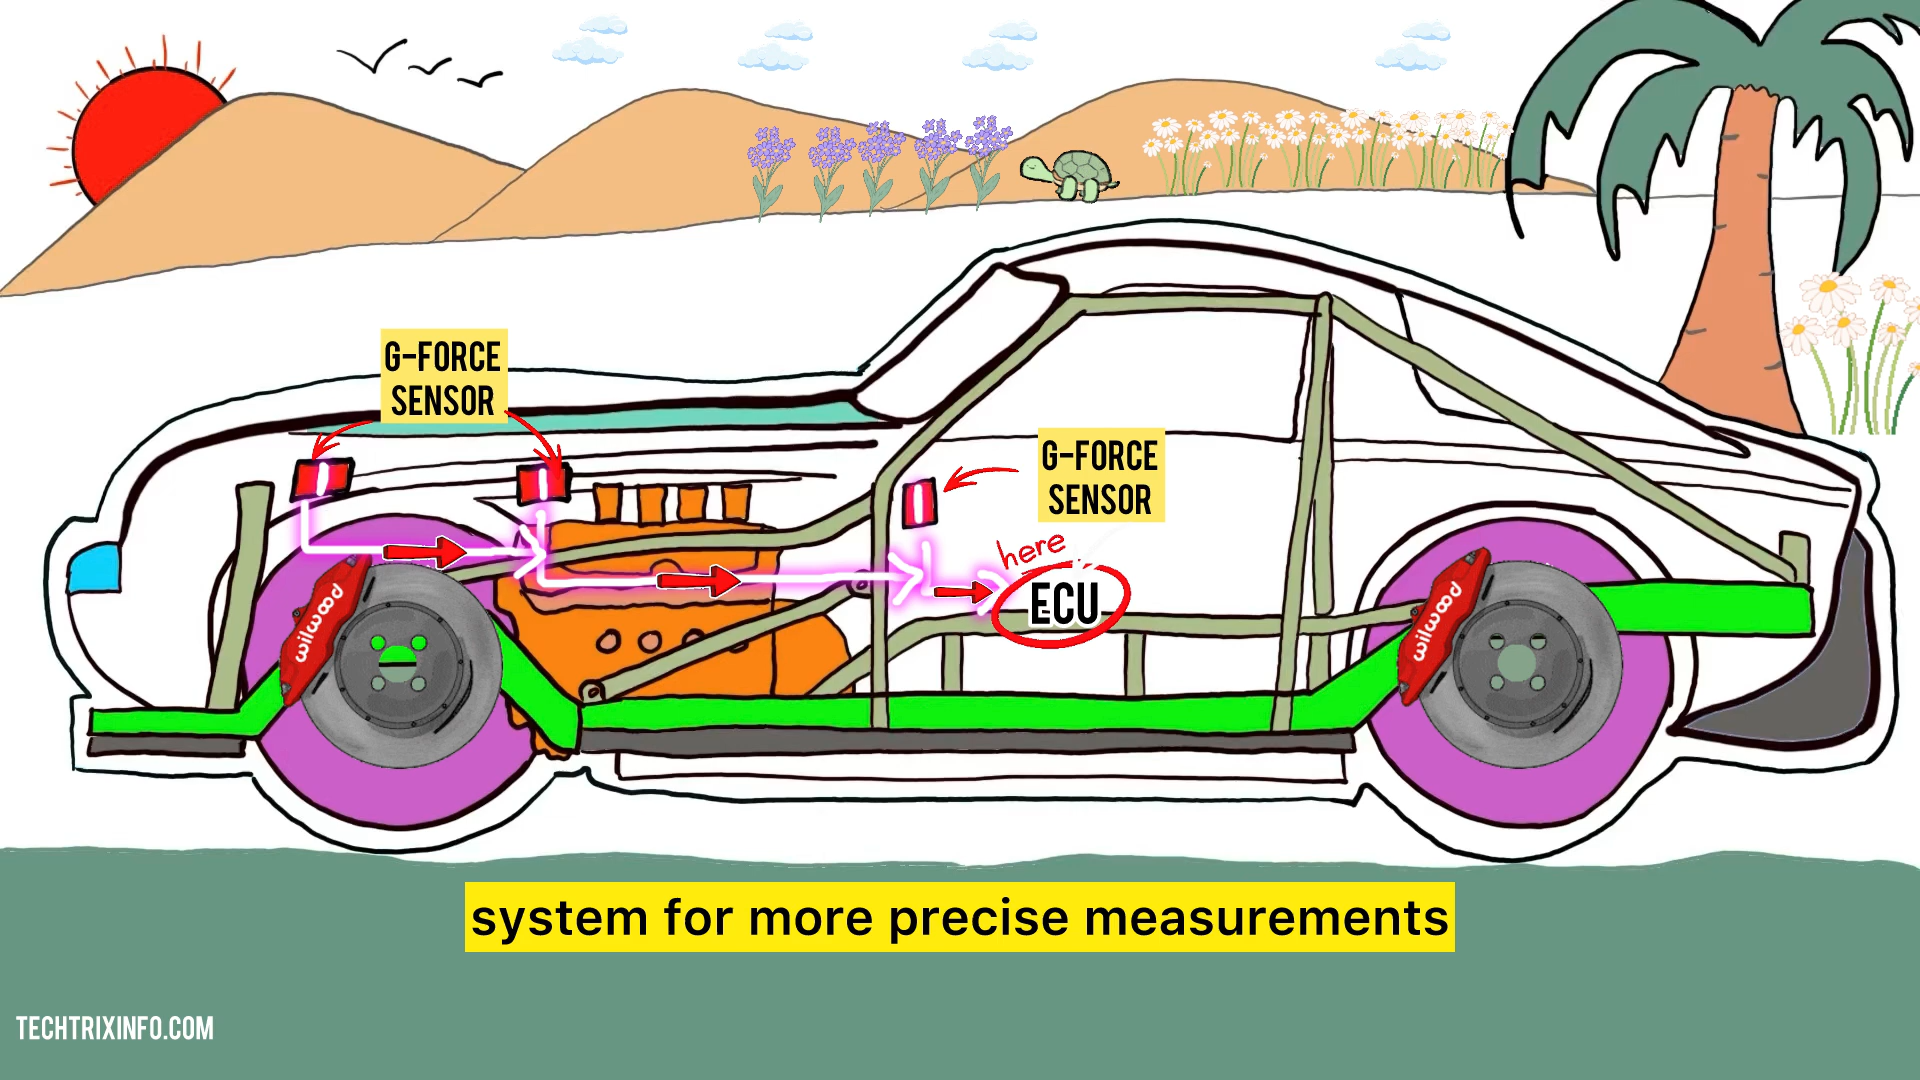 G-FORCE
SENSOR
G-FORCE
SENSOR
here
ECU
wilwood
wilwood
system for more precise measurements
TECHTRIXINFO.COM